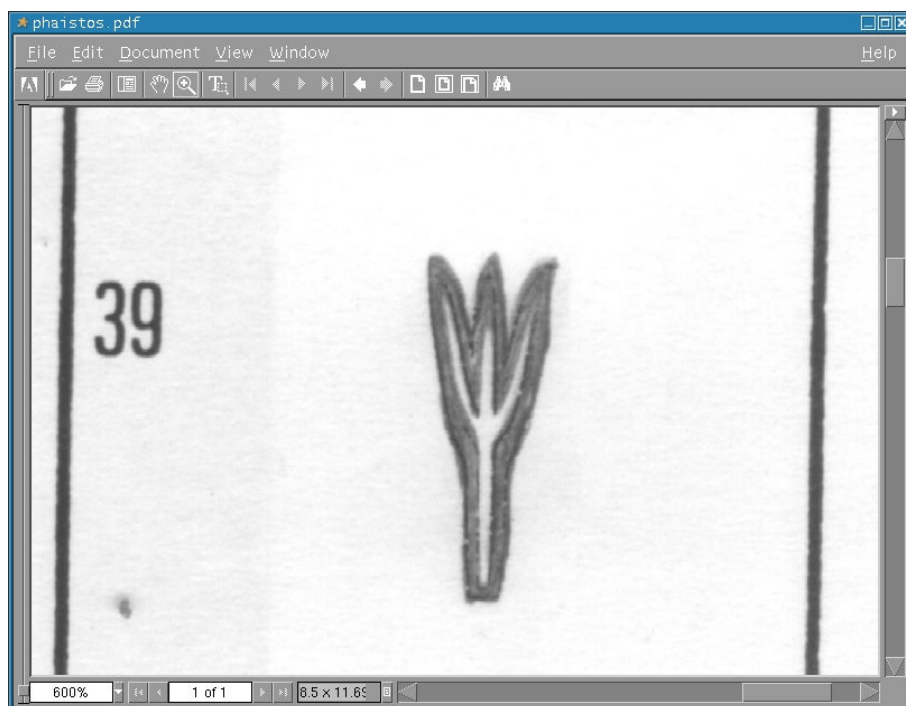 phaistos.pdf
File Edit Document View Window Help
39
600% 1 of 1 8.5 x 11.69